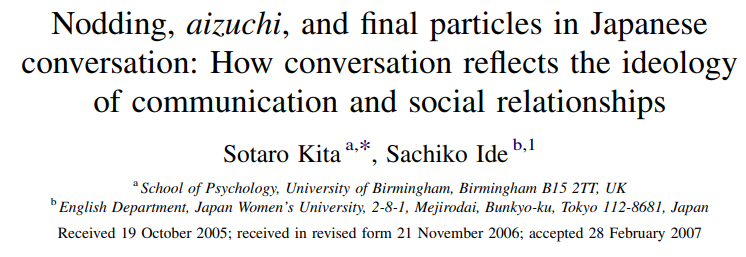 Nodding, aizuchi, and final particles in Japanese
conversation: How conversation reflects the ideology
of communication and social relationships
Sotaro Kita a,*, Sachiko Ide b,1
a School of Psychology, University of Birmingham, Birmingham B15 2TT, UK
b English Department, Japan Women's University, 2-8-1, Mejirodai, Bunkyo-ku, Tokyo 112-8681, Japan
Received 19 October 2005; received in revised form 21 November 2006; accepted 28 February 2007